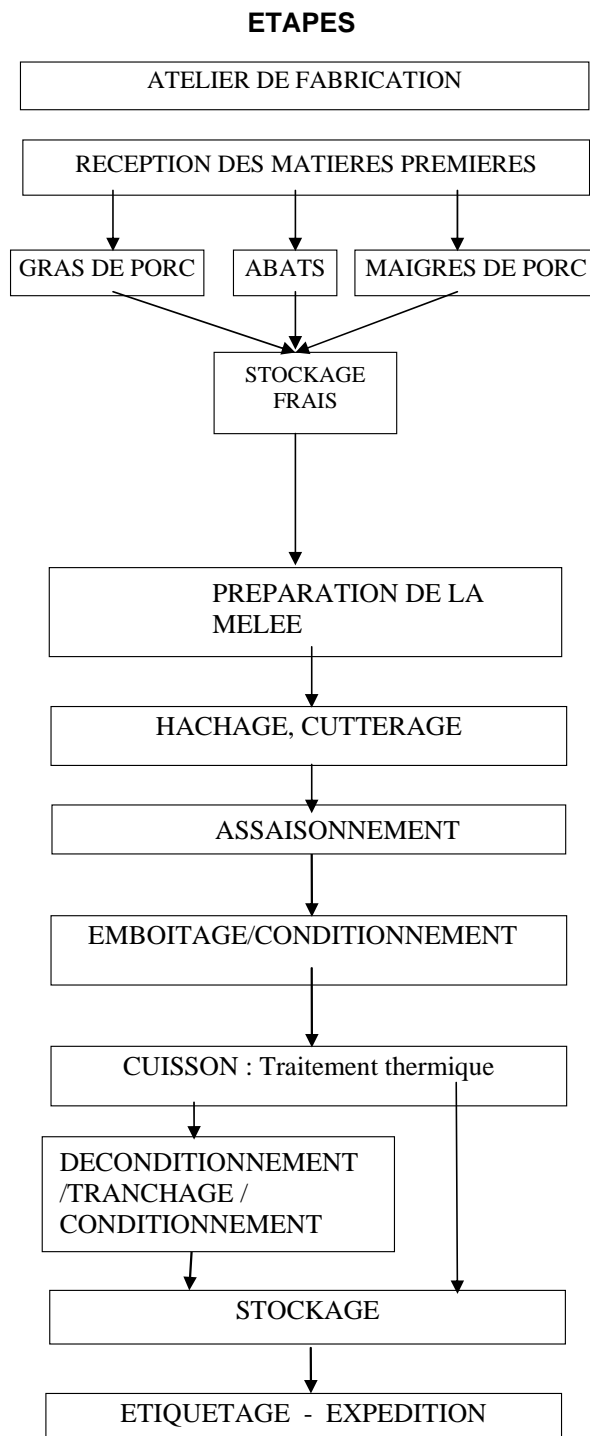 ETAPES
ATELIER DE FABRICATION
RECEPTION DES MATIERES PREMIERES
GRAS DE PORC
ABATS
MAIGRES DE PORC
STOCKAGE
FRAIS
PREPARATION DE LA
MELEE
HACHAGE, CUTTERAGE
ASSAISONNEMENT
EMBOITAGE/CONDITIONNEMENT
CUISSON : Traitement thermique
DECONDITIONNEMENT
/TRANCHAGE /
CONDITIONNEMENT
STOCKAGE
ETIQUETAGE - EXPEDITION